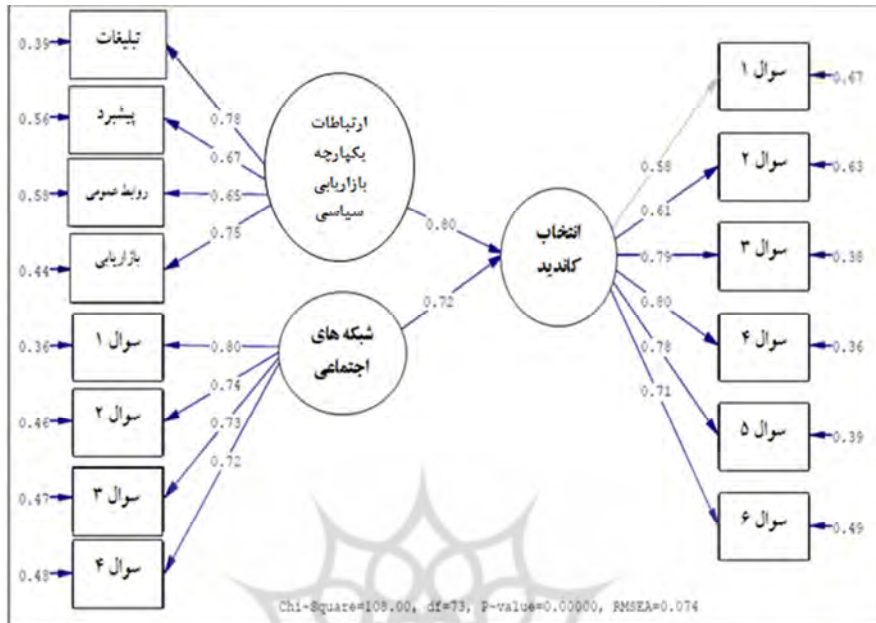 تبلیغات
0.39
0.78
پیشبرد
0.56
0.67
روابط عمومی
0.58
0.65
بازاریابی
0.44
0.75
ارتباطات
یکپارچه
بازاریابی
سیاسی
0.80
سوال ۱
0.36
0.80
سوال ۲
0.46
0.74
سوال ۳
0.47
0.73
سوال ۴
0.48
0.72
شبکه های
اجتماعی
0.72
انتخاب
کاندید
سوال ۱
0.67
0.58
سوال ۲
0.63
0.61
سوال ۳
0.38
0.79
سوال ۴
0.36
0.80
سوال ۵
0.39
0.78
سوال ۶
0.49
0.71
Chi-Square=108.00, df=73, P-value=0.00000, RMSEA=0.074